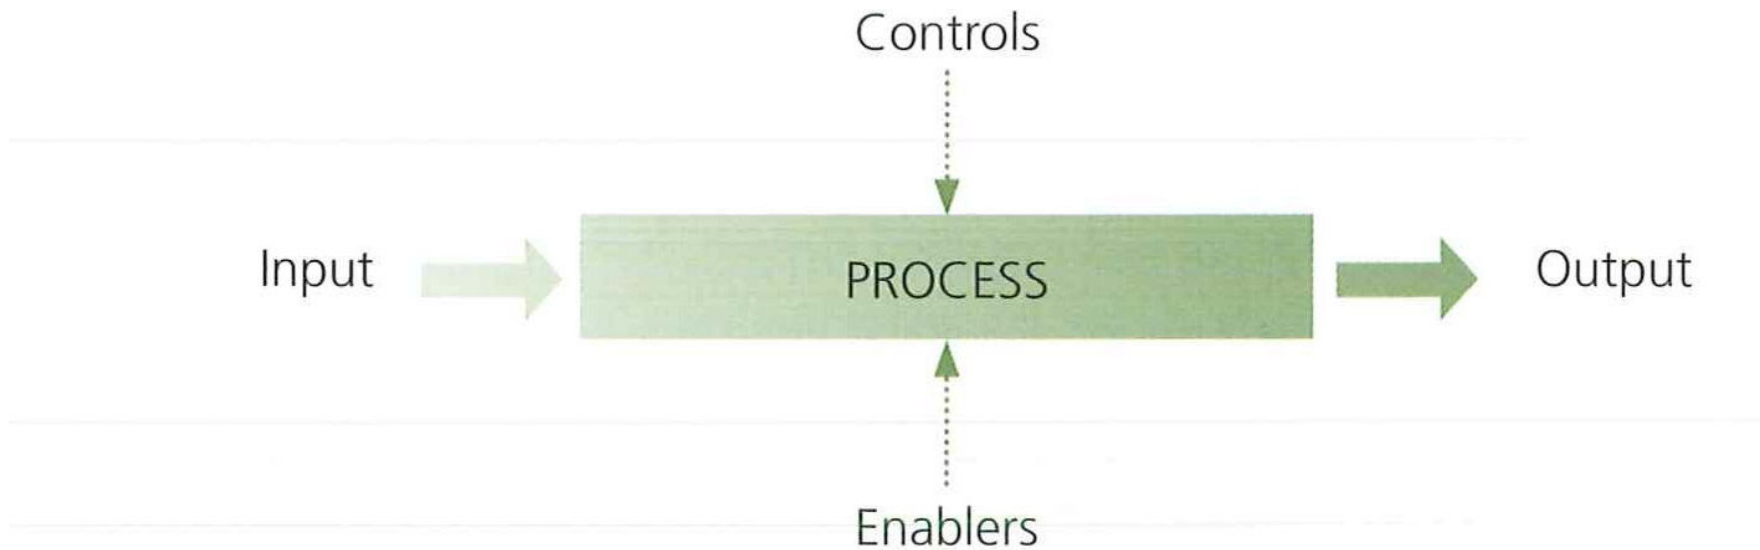 Controls
Input
PROCESS
Output
Enablers